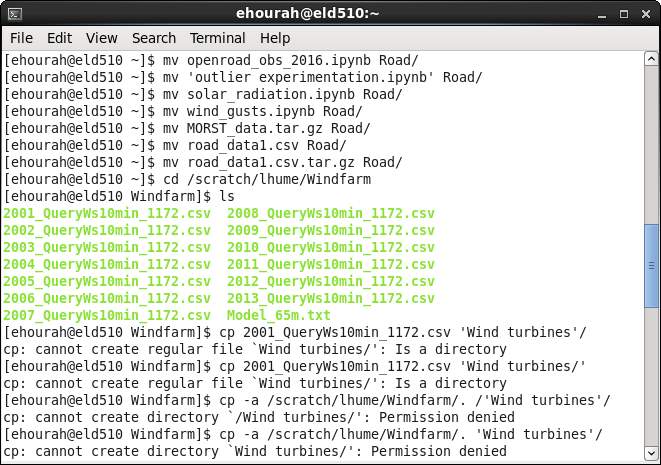 ehourah@eld510:~
File Edit View Search Terminal Help
[ehourah@eld510 ~]$ mv openroad_obs_2016.ipynb Road/
[ehourah@eld510 ~]$ mv 'outlier experimentation.ipynb' Road/
[ehourah@eld510 ~]$ mv solar_radiation.ipynb Road/
[ehourah@eld510 ~]$ mv wind_gusts.ipynb Road/
[ehourah@eld510 ~]$ mv MORST_data.tar.gz Road/
[ehourah@eld510 ~]$ mv road_data1.csv Road/
[ehourah@eld510 ~]$ mv road_data1.csv.tar.gz Road/
[ehourah@eld510 ~]$ cd /scratch/lhume/Windfarm
[ehourah@eld510 Windfarm]$ ls
2001_QueryWs10min_1172.csv  2008_QueryWs10min_1172.csv
2002_QueryWs10min_1172.csv  2009_QueryWs10min_1172.csv
2003_QueryWs10min_1172.csv  2010_QueryWs10min_1172.csv
2004_QueryWs10min_1172.csv  2011_QueryWs10min_1172.csv
2005_QueryWs10min_1172.csv  2012_QueryWs10min_1172.csv
2006_QueryWs10min_1172.csv  2013_QueryWs10min_1172.csv
2007_QueryWs10min_1172.csv  Model_65m.txt
[ehourah@eld510 Windfarm]$ cp 2001_QueryWs10min_1172.csv 'Wind turbines'/
cp: cannot create regular file `Wind turbines/': Is a directory
[ehourah@eld510 Windfarm]$ cp 2001_QueryWs10min_1172.csv 'Wind turbines/'
cp: cannot create regular file `Wind turbines/': Is a directory
[ehourah@eld510 Windfarm]$ cp -a /scratch/lhume/Windfarm/. /'Wind turbines'/
cp: cannot create directory `/Wind turbines/': Permission denied
[ehourah@eld510 Windfarm]$ cp -a /scratch/lhume/Windfarm/. 'Wind turbines'/
cp: cannot create directory `Wind turbines/': Permission denied